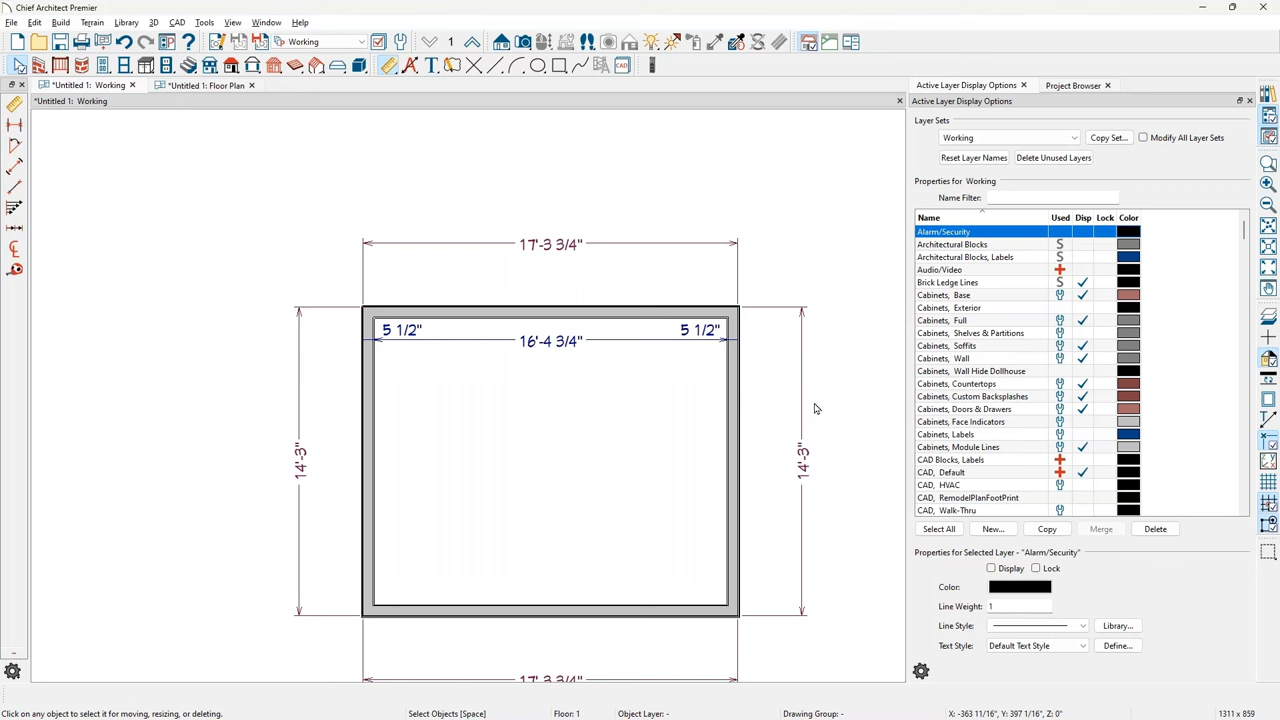 Chief Architect Premier
File Edit Build Terrain Library 3D CAD Tools View Window Help
Working 1
*Untitled 1: Working *Untitled 1: Floor Plan Active Layer Display Options Project Browser
*Untitled 1: Working Active Layer Display Options
Layer Sets
Working Copy Set... Modify All Layer Sets
Reset Layer Names Delete Unused Layers
Properties for Working
Name Filter:
Name Used Disp Lock Color
Alarm/Security
Architectural Blocks S
Architectural Blocks, Labels S
Audio/Video
Brick Ledge Lines S
Cabinets, Base
Cabinets, Exterior
Cabinets, Full
Cabinets, Shelves & Partitions
Cabinets, Soffits
Cabinets, Wall
Cabinets, Wall Hide Dollhouse
Cabinets, Countertops
Cabinets, Custom Backsplashes
Cabinets, Doors & Drawers
Cabinets, Face Indicators
Cabinets, Labels
Cabinets, Module Lines
CAD Blocks, Labels
CAD, Default
CAD, HVAC
CAD, RemodelPlanFootPrint
CAD, Walk-Thru
Select All New... Copy Merge Delete
Properties for Selected Layer - "Alarm/Security"
Display Lock
Color:
Line Weight: 1
Line Style: Library...
Text Style: Default Text Style Define...
17'-3 3/4"
5 1/2" 5 1/2"
16'-4 3/4"
14'-3" 14'-3"
17'-3 3/4"
Click on any object to select it for moving, resizing, or deleting. Select Objects [Space] Floor: 1 Object Layer: - Drawing Group: - X: -363 11/16", Y: 397 1/16", Z: 0" 1311 x 859